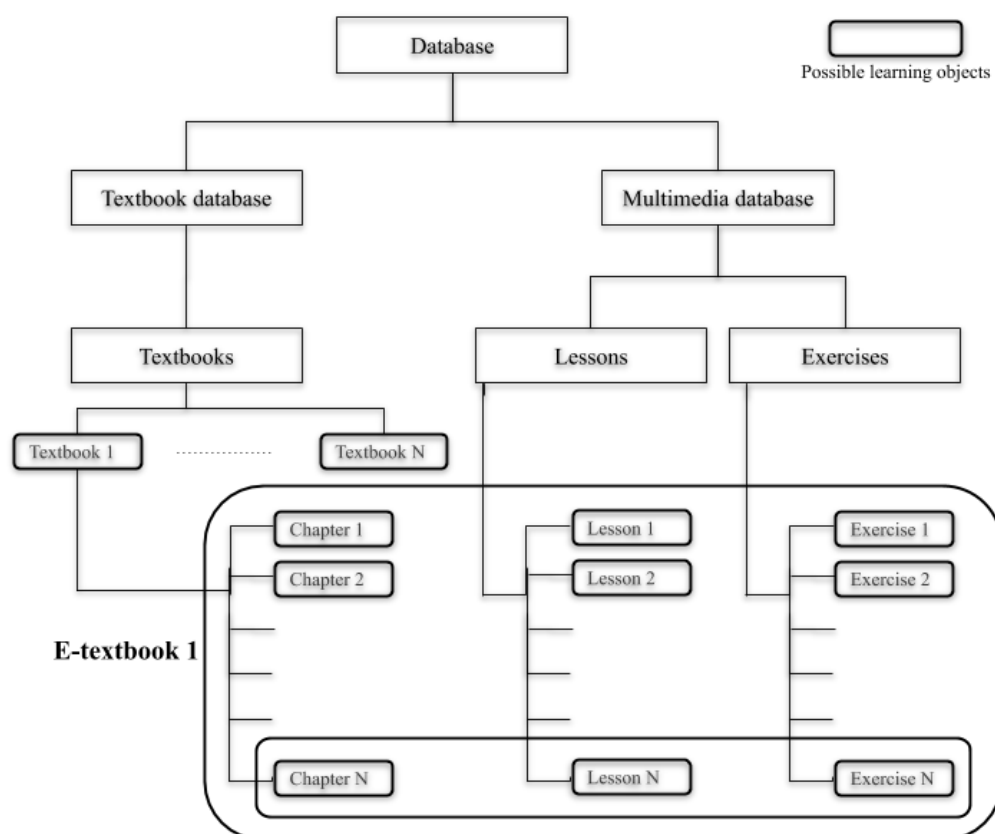 Database
Possible learning objects
Textbook database
Multimedia database
Textbooks
Lessons
Exercises
Textbook 1
Textbook N
Chapter 1
Lesson 1
Exercise 1
Chapter 2
Lesson 2
Exercise 2
E-textbook 1
Chapter N
Lesson N
Exercise N